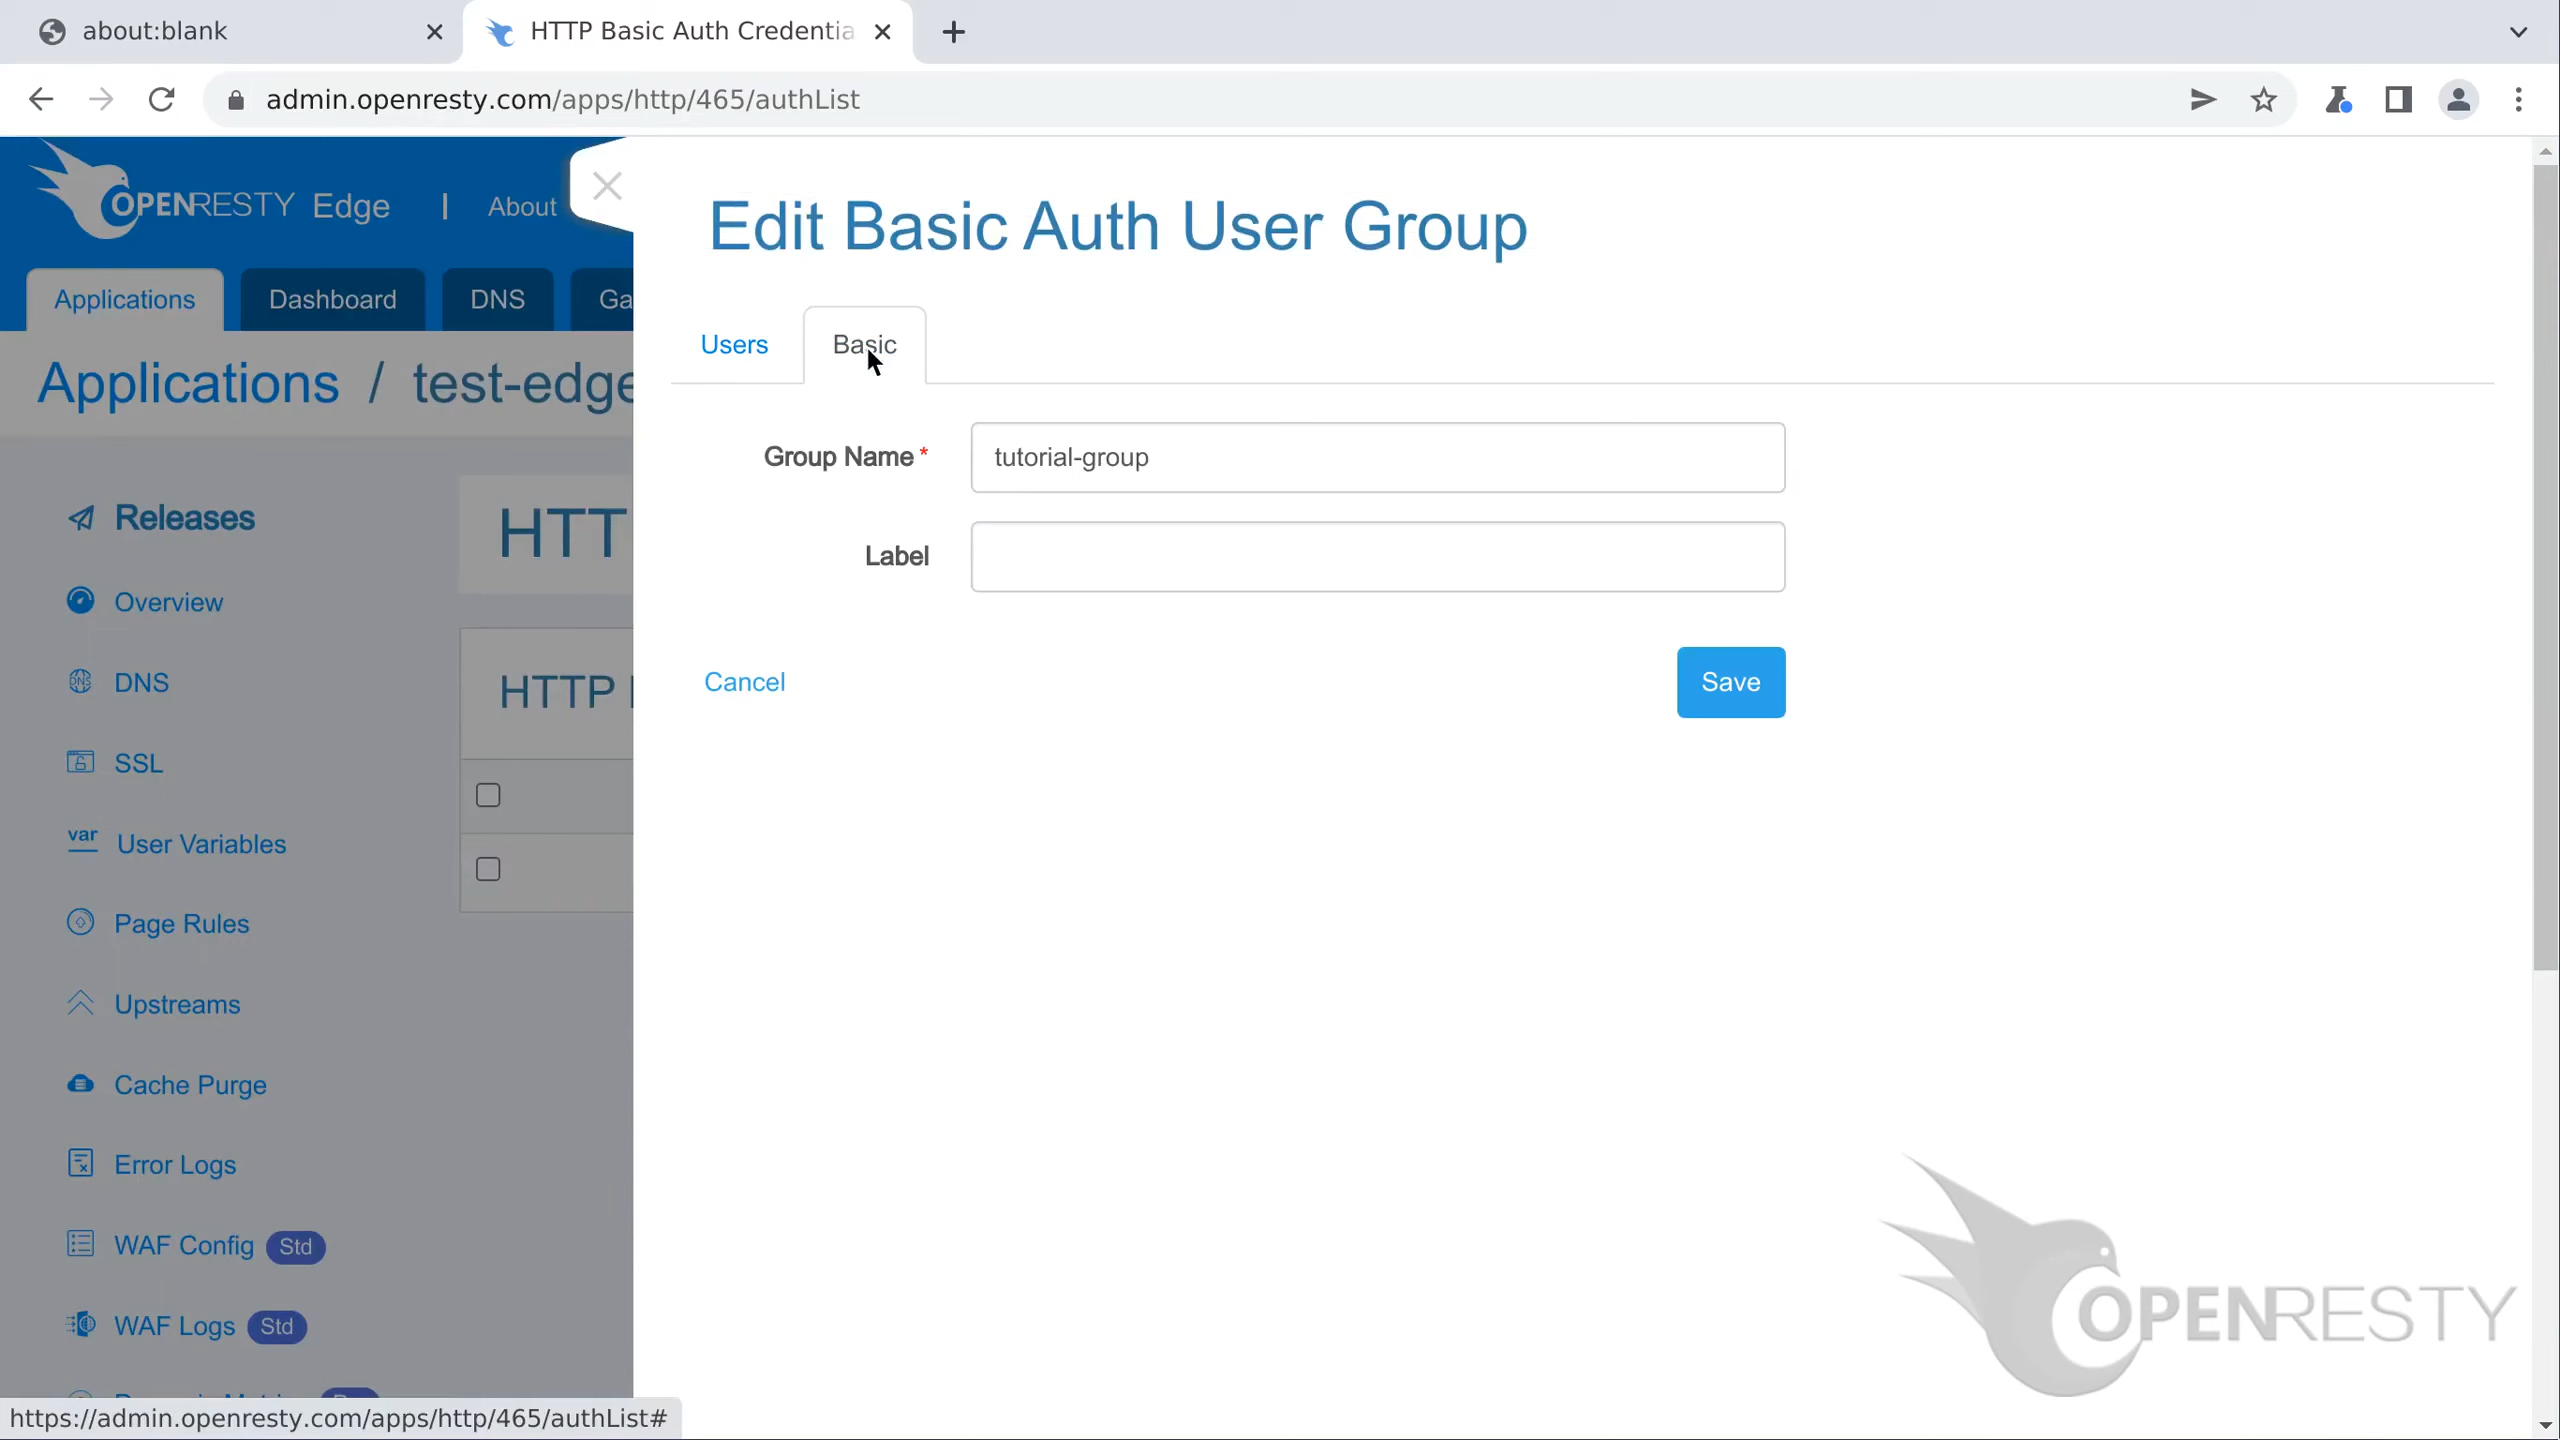 about:blank
HTTP Basic Auth Credentia
admin.openresty.com/apps/http/465/authList
OPENRESTY Edge | About
Applications Dashboard DNS Ga
Applications / test-edge
Releases
Overview
DNS
DNS
SSL
var User Variables
Page Rules
Upstreams
Cache Purge
Error Logs
WAF Config Std
WAF Logs Std
HTT
HTTP
Edit Basic Auth User Group
Users Basic
Group Name *
tutorial-group
Label
Cancel
Save
OPENRESTY
https://admin.openresty.com/apps/http/465/authList#